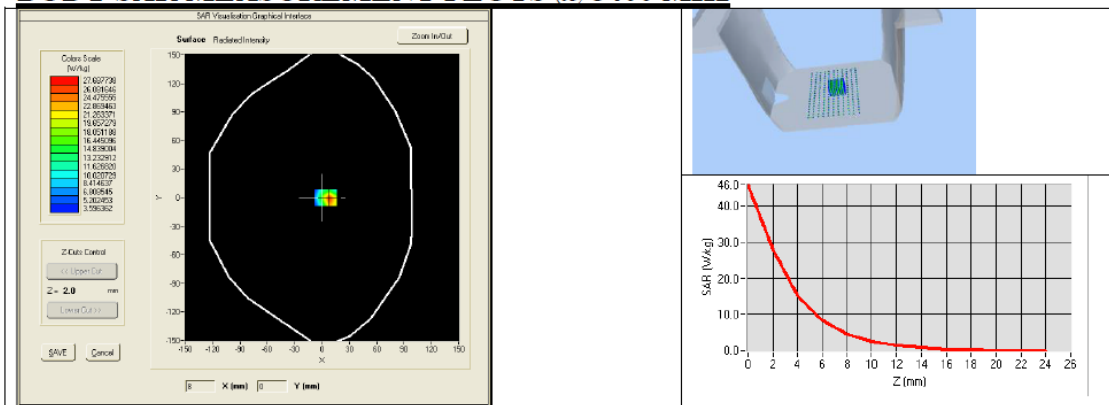 SAR Visualisation Graphical Interface
Surface Radiated Intensity
Zoom In/Out
Colors Scale
(W/kg)
27.697738
26.091646
24.475555
22.869463
21.263371
19.657279
18.051188
16.445096
14.839004
13.232912
11.626820
10.020729
8.414637
6.808545
5.202453
3.596362
Z-Cuts Control
<< Upper Cut
Z= 2.0 mm
Lower Cut >>
SAVE Cancel
150
120
90
60
30
Y 0
-30
-60
-90
-120
-150
-150 -120 -90 -60 -30 0 30 60 90 120 150
X
8 X (mm) 0 Y (mm)
SAR (W/kg)
46.0
40.0
30.0
20.0
10.0
0.0
0 2 4 6 8 10 12 14 16 18 20 22 24 26
Z (mm)